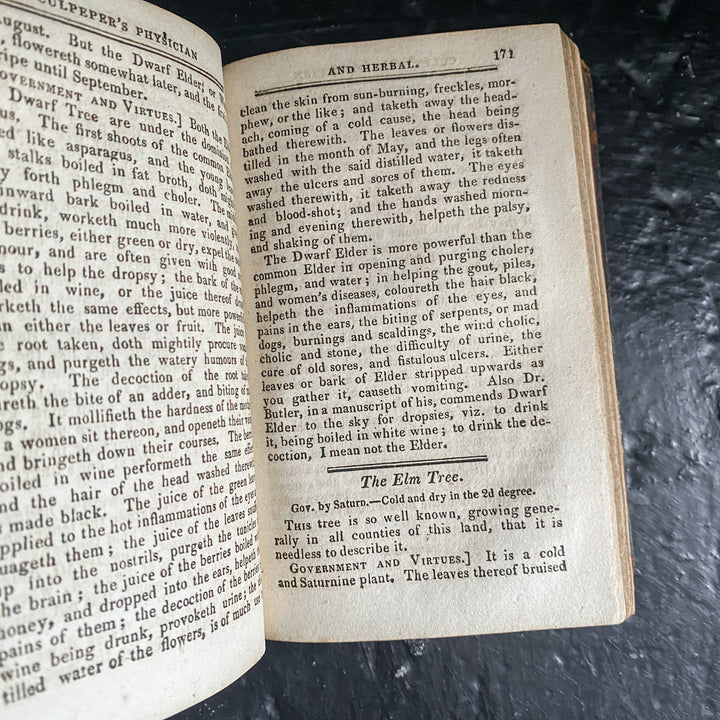 CULPEPER'S PHYSICIAN
August. But the Dwarf Elder, or
flowereth somewhat later, and the
ripe until September.
GOVERNMENT AND VIRTUES.] Both the
Dwarf Tree are under the dominion
The first shoots of the common
like asparagus, and the young
stalks boiled in fat broth, doth
forth phlegm and choler. The
inward bark boiled in water, and
drink, worketh much more violently;
berries, either green or dry, expel the
and are often given with good
to help the dropsy; the bark of the
in wine, or the juice thereof
the same effects, but more
either the leaves or fruit. The juice
root taken, doth mightily procure
and purgeth the watery humours of
The decoction of the root
the bite of an adder, and biting of
It mollifieth the hardness of the
a women sit thereon, and openeth their
and bringeth down their courses. The
boiled in wine performeth the same
and the hair of the head washed
made black. The juice of the green
applied to the hot inflammations of the eyes
them; the juice of the leaves
up into the nostrils, purgeth the
the brain; the juice of the berries boiled
honey, and dropped into the ears, helpeth
pains of them; the decoction of the berries
wine being drunk, provoketh urine; the
tilled water of the flowers, is of much use
AND HERBAL. 171
clean the skin from sun-burning, freckles, mor-
phew, or the like; and taketh away the head-
ach, coming of a cold cause, the head being
bathed therewith. The leaves or flowers dis-
tilled in the month of May, and the legs often
washed with the said distilled water, it taketh
away the ulcers and sores of them. The eyes
washed therewith, it taketh away the redness
and blood-shot; and the hands washed morn-
ing and evening therewith, helpeth the palsy,
and shaking of them.
The Dwarf Elder is more powerful than the
common Elder in opening and purging choler,
phlegm, and water; in helping the gout, piles,
and women's diseases, coloureth the hair black,
helpeth the inflammations of the eyes, and
pains in the ears, the biting of serpents, or mad
dogs, burnings and scaldings, the wind cholic,
cholic and stone, the difficulty of urine, the
cure of old sores, and fistulous ulcers. Either
leaves or bark of Elder stripped upwards as
you gather it, causeth vomiting. Also Dr.
Butler, in a manuscript of his, commends Dwarf
Elder to the sky for dropsies, viz. to drink
it, being boiled in white wine; to drink the de-
coction, I mean not the Elder.
The Elm Tree.
Gov. by Saturn.—Cold and dry in the 2d degree.
THIS tree is so well known, growing gene-
rally in all counties of this land, that it is
needless to describe it.
GOVERNMENT AND VIRTUES.] It is a cold
and Saturnine plant. The leaves thereof bruised